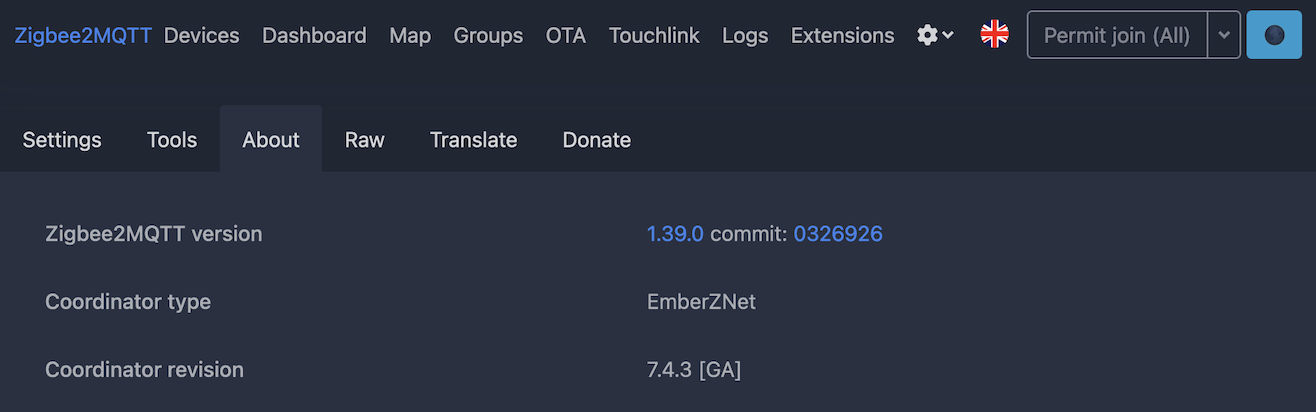 Zigbee2MQTT Devices Dashboard Map Groups OTA Touchlink Logs Extensions Permit join (All)
Settings Tools About Raw Translate Donate
Zigbee2MQTT version 1.39.0 commit: 0326926
Coordinator type EmberZNet
Coordinator revision 7.4.3 [GA]